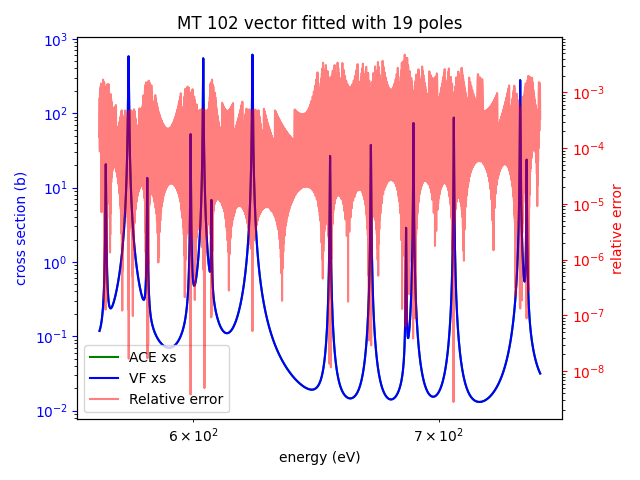 MT 102 vector fitted with 19 poles
10³
10²
10¹
10⁰
10⁻¹
10⁻²
cross section (b)
10⁻³
10⁻⁴
10⁻⁵
10⁻⁶
10⁻⁷
10⁻⁸
relative error
ACE xs
VF xs
Relative error
6 × 10² 7 × 10²
energy (eV)